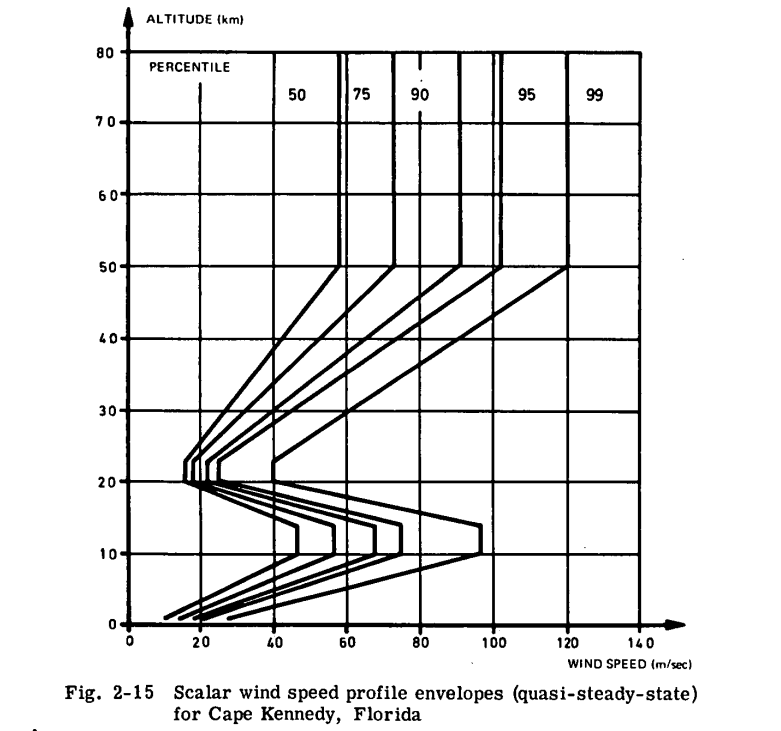 ALTITUDE (km)
80
PERCENTILE
50 75 90 95 99
70
60
50
40
30
20
10
0
0 20 40 60 80 100 120 140
WIND SPEED (m/sec)
Fig. 2-15 Scalar wind speed profile envelopes (quasi-steady-state)
for Cape Kennedy, Florida